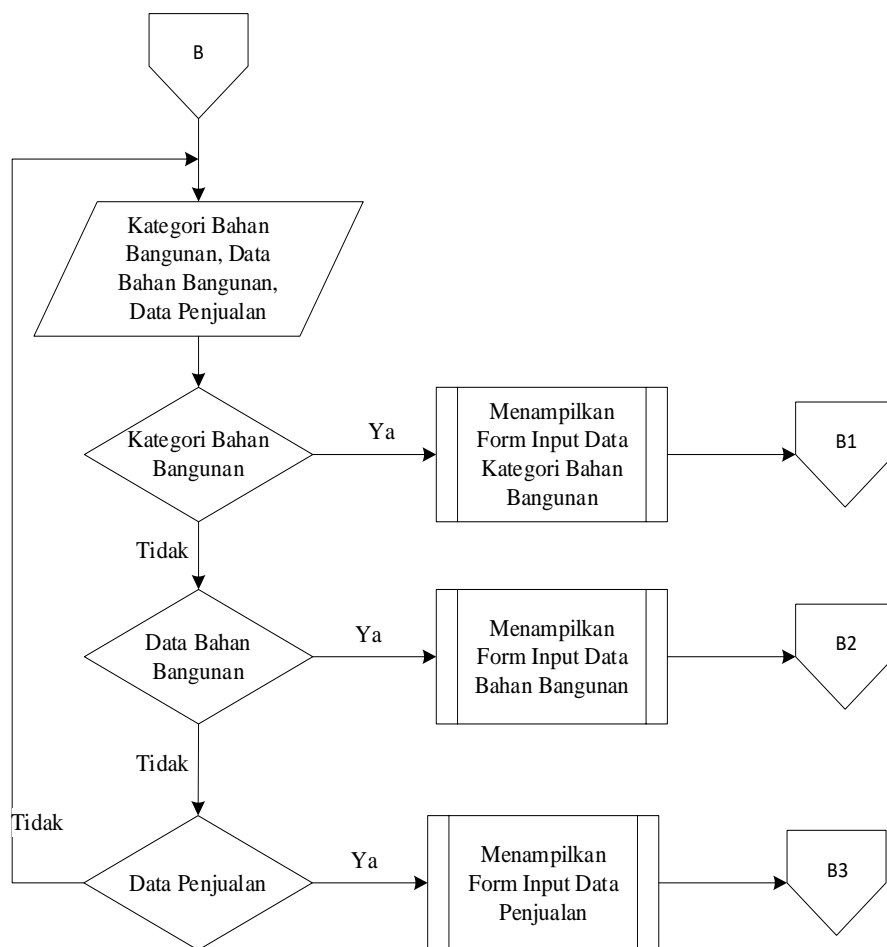 B
Kategori Bahan
Bangunan, Data
Bahan Bangunan,
Data Penjualan
Kategori Bahan
Bangunan
Ya
Menampilkan
Form Input Data
Kategori Bahan
Bangunan
B1
Tidak
Data Bahan
Bangunan
Ya
Menampilkan
Form Input Data
Bahan Bangunan
B2
Tidak
Tidak
Data Penjualan
Ya
Menampilkan
Form Input Data
Penjualan
B3